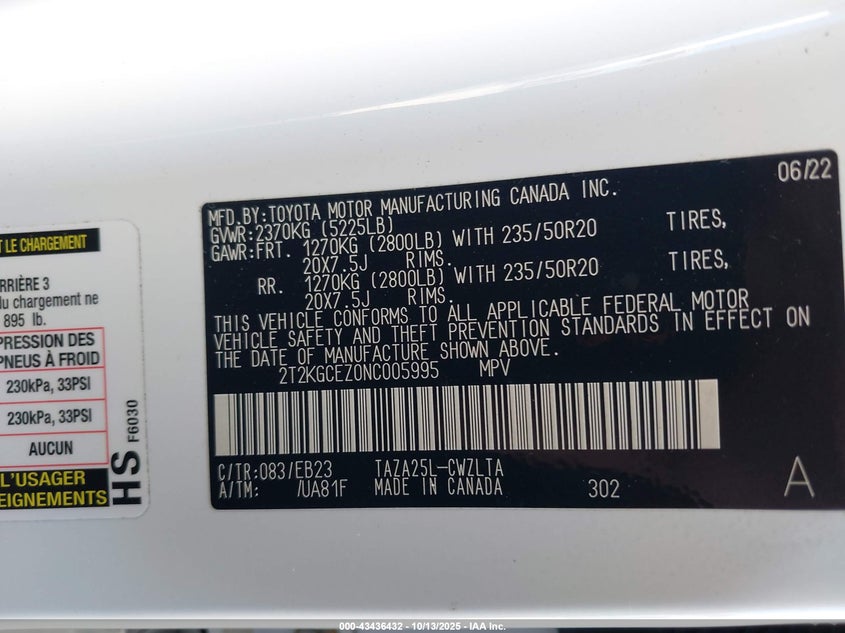 06/22
MFD.BY:TOYOTA MOTOR MANUFACTURING CANADA INC.
GVWR:2370KG (5225LB)
GAWR:FRT. 1270KG (2800LB) WITH 235/50R20 TIRES,
20X7.5J RIMS.
RR. 1270KG (2800LB) WITH 235/50R20 TIRES,
20X7.5J RIMS.
THIS VEHICLE CONFORMS TO ALL APPLICABLE FEDERAL MOTOR
VEHICLE SAFETY AND THEFT PREVENTION STANDARDS IN EFFECT ON
THE DATE OF MANUFACTURE SHOWN ABOVE.
2T2KGCEZ0NC005995 MPV
C/TR:083/EB23 TAZA25L-CWZLTA
A/TM: /UA81F MADE IN CANADA 302 A
T LE CHARGEMENT
RRIÈRE 3
du chargement ne
895 lb.
PRESSION DES
PNEUS À FROID
230kPa, 33PSI
230kPa, 33PSI
AUCUN
L'USAGER
EIGNEMENTS
HS F6030
000-43436432 - 10/13/2025 - IAA Inc.